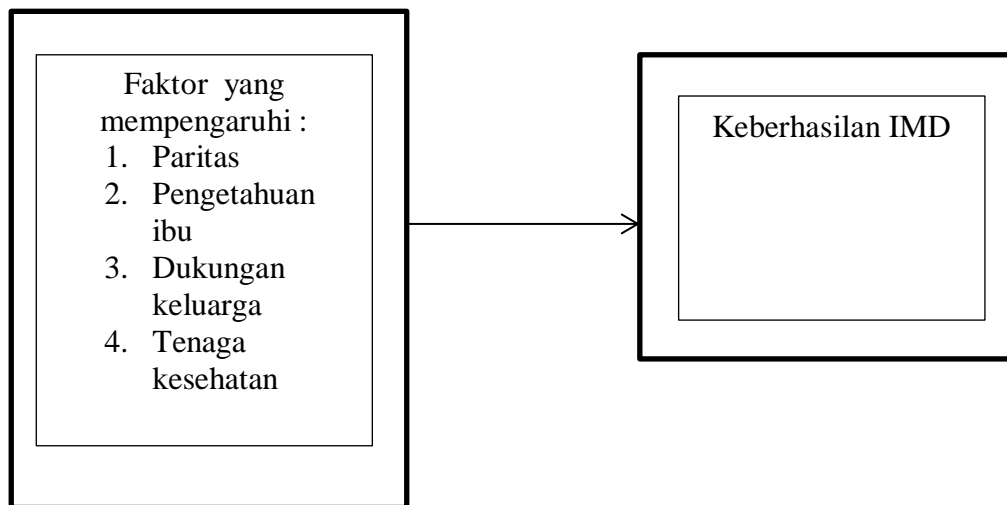 Faktor yang
mempengaruhi :
1. Paritas
2. Pengetahuan
ibu
3. Dukungan
keluarga
4. Tenaga
kesehatan
Keberhasilan IMD